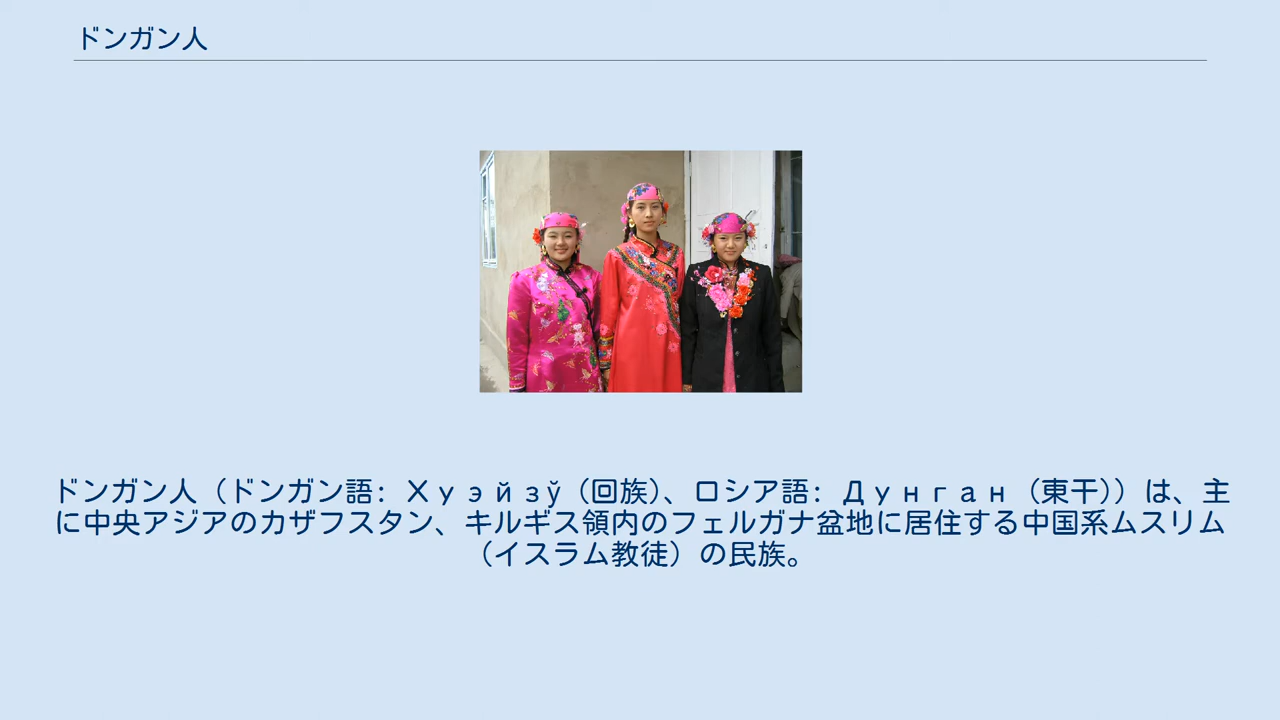 ドンガン人
ドンガン人（ドンガン語：Хуэйзў（回族）、ロシア語：Дунган（東干））は、主
に中央アジアのカザフスタン、キルギス領内のフェルガナ盆地に居住する中国系ムスリム
（イスラム教徒）の民族。